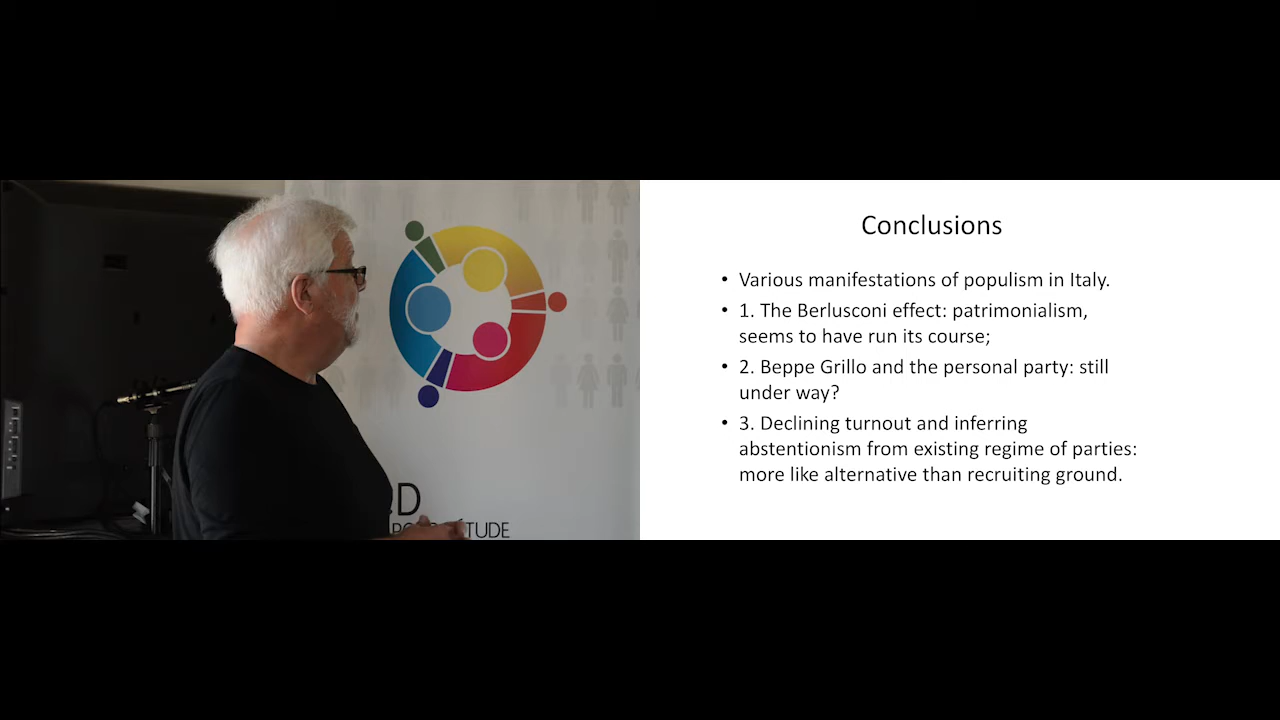 Conclusions
• Various manifestations of populism in Italy.
• 1. The Berlusconi effect: patrimonialism,
seems to have run its course;
• 2. Beppe Grillo and the personal party: still
under way?
• 3. Declining turnout and inferring
abstentionism from existing regime of parties:
more like alternative than recruiting ground.